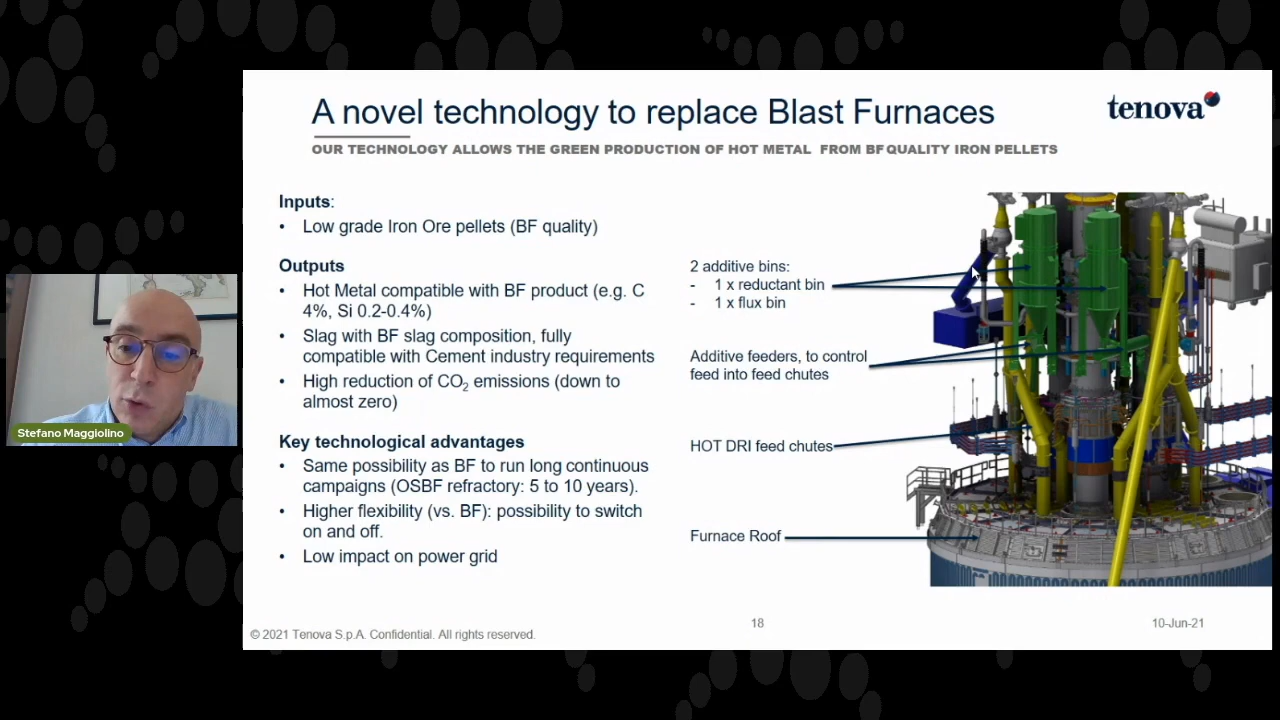 A novel technology to replace Blast Furnaces
tenova
OUR TECHNOLOGY ALLOWS THE GREEN PRODUCTION OF HOT METAL FROM BF QUALITY IRON PELLETS
Inputs:
• Low grade Iron Ore pellets (BF quality)
Outputs
• Hot Metal compatible with BF product (e.g. C
4%, Si 0.2-0.4%)
• Slag with BF slag composition, fully
compatible with Cement industry requirements
• High reduction of CO2 emissions (down to
almost zero)
Key technological advantages
• Same possibility as BF to run long continuous
campaigns (OSBF refractory: 5 to 10 years).
• Higher flexibility (vs. BF): possibility to switch
on and off.
• Low impact on power grid
2 additive bins:
- 1 x reductant bin
- 1 x flux bin
Additive feeders, to control
feed into feed chutes
HOT DRI feed chutes
Furnace Roof
Stefano Maggiolino
© 2021 Tenova S.p.A. Confidential. All rights reserved.
18
10-Jun-21